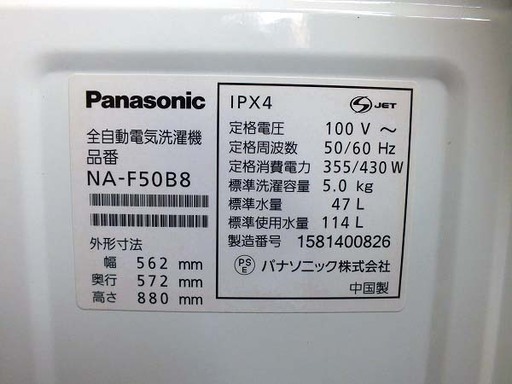 Panasonic
全自動電気洗濯機
品番
NA-F50B8
外形寸法
幅 562 mm
奥行 572 mm
高さ 880 mm
IPX4
S JET
定格電圧 100 V ～
定格周波数 50/60 Hz
定格消費電力 355/430 W
標準洗濯容量 5.0 kg
標準水量 47 L
標準使用水量 114 L
製造番号 1581400826
PSE パナソニック株式会社
中国製